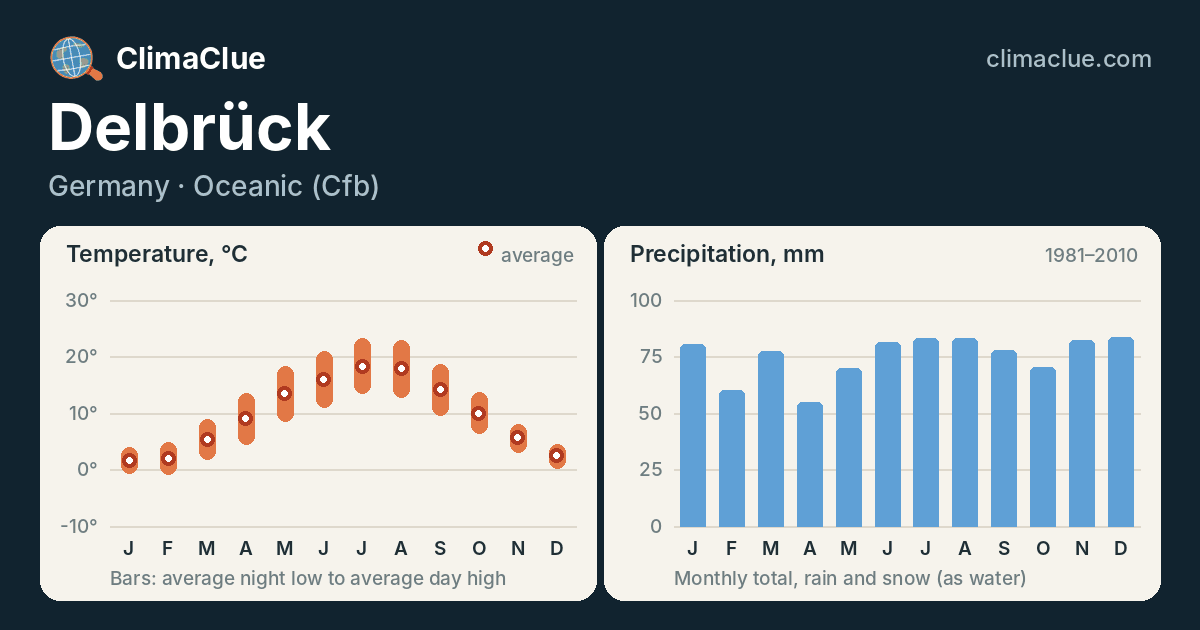 ClimaClue
climaclue.com
Delbrück
Germany · Oceanic (Cfb)
Temperature, °C
average
30°
20°
10°
0°
-10°
J F M A M J J A S O N D
Bars: average night low to average day high
Precipitation, mm
1981–2010
100
75
50
25
0
J F M A M J J A S O N D
Monthly total, rain and snow (as water)